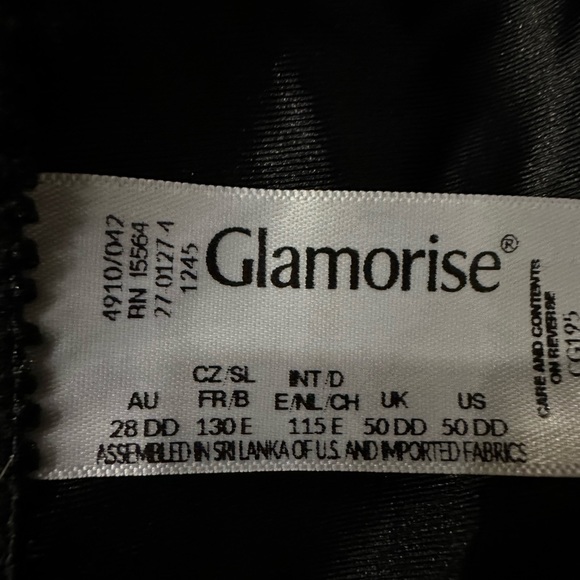 4910/042
RN 15564
27-0127-1
1245
Glamorise®
CARE AND CONTENTS
ON REVERSE
CG195
AU CZ/SL FR/B INT/D E/NL/CH UK US
28 DD 130 E 115 E 50 DD 50 DD
ASSEMBLED IN SRI LANKA OF U.S. AND IMPORTED FABRICS